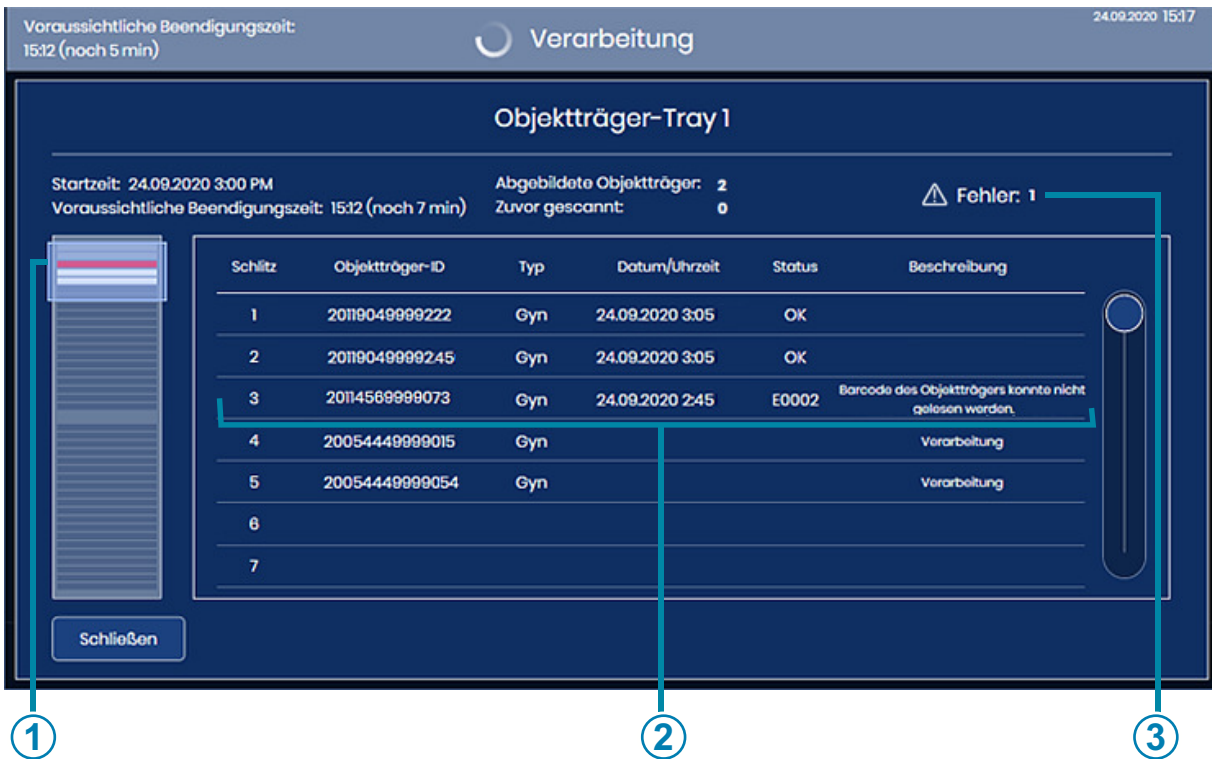 Voraussichtliche Beendigungszeit:
15:12 (noch 5 min)
Verarbeitung
24.09.2020 15:17
Objektträger-Tray 1
Startzeit: 24.09.2020 3:00 PM
Voraussichtliche Beendigungszeit: 15:12 (noch 7 min)
Abgebildete Objektträger: 2
Zuvor gescannt: 0
Fehler: 1
Schlitz Objektträger-ID Typ Datum/Uhrzeit Status Beschreibung
1 20119049999222 Gyn 24.09.2020 3:05 OK
2 20119049999245 Gyn 24.09.2020 3:05 OK
3 20114569999073 Gyn 24.09.2020 2:45 E0002 Barcode des Objektträgers konnte nicht
gelesen werden.
4 20054449999015 Gyn Verarbeitung
5 20054449999054 Gyn Verarbeitung
6
7
Schließen
1 2 3